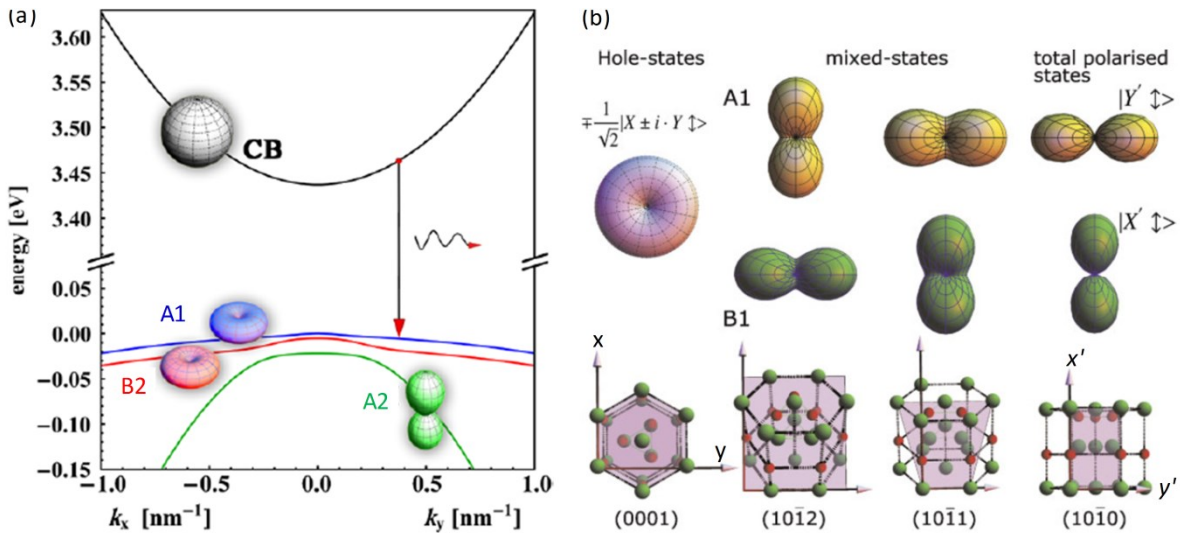 (a)
3.60
3.55
3.50
3.45
3.40
0.05
0.00
−0.05
−0.10
−0.15
energy [eV]
CB
A1
B2
A2
−1.0
−0.5
0.0
0.5
1.0
kx [nm⁻¹]
ky [nm⁻¹]
(b)
Hole-states
mixed-states
total polarised
states
∓ 1/√2 |X ± i · Y ↕>
A1
|Y′ ↕>
|X′ ↕>
B1
x
y
x'
y'
(0001)
(101̄2)
(101̄1)
(101̄0)